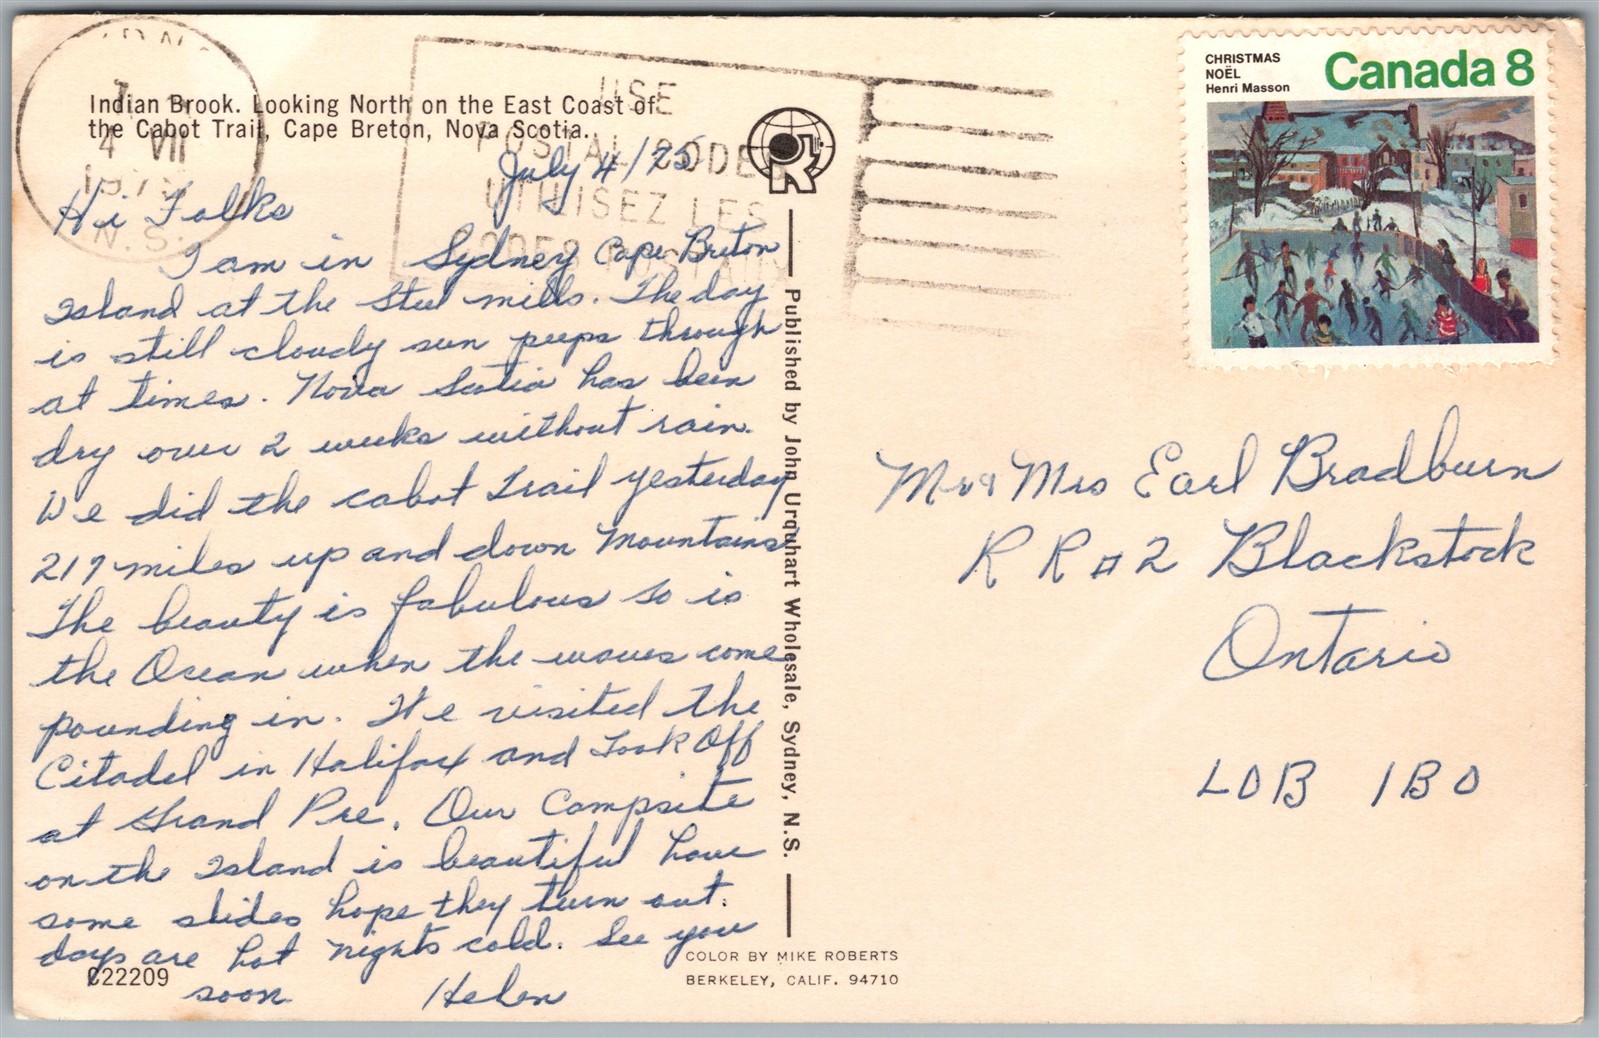 Indian Brook. Looking North on the East Coast of
the Cabot Trail, Cape Breton, Nova Scotia.
4 VII
N.S.
USE
POSTAL CODE
UTILISEZ LES
CODES POSTAUX
CHRISTMAS
NOËL
Henri Masson
Canada 8
July 4/75
Hi Folks
I am in Sydney Cape Breton
Island at the Steel mills. The day
is still cloudy sun peeps through
at times. Nova Scotia has been
dry over 2 weeks without rain.
We did the cabot Trail yesterday
217 miles up and down Mountains
The beauty is fabulous so is
the Ocean when the waves come
pounding in. We visited the
Citadel in Halifax and Took Off
at Grand Pre. Our Campsite
on the Island is beautiful have
some slides hope they turn out.
days are hot nights cold. See you
soon Helen
C22209
Published by John Urquhart Wholesale, Sydney, N.S.
COLOR BY MIKE ROBERTS
BERKELEY, CALIF. 94710
Mr & Mrs Earl Bradburn
R R #2 Blackstock
Ontario
L0B 1B0